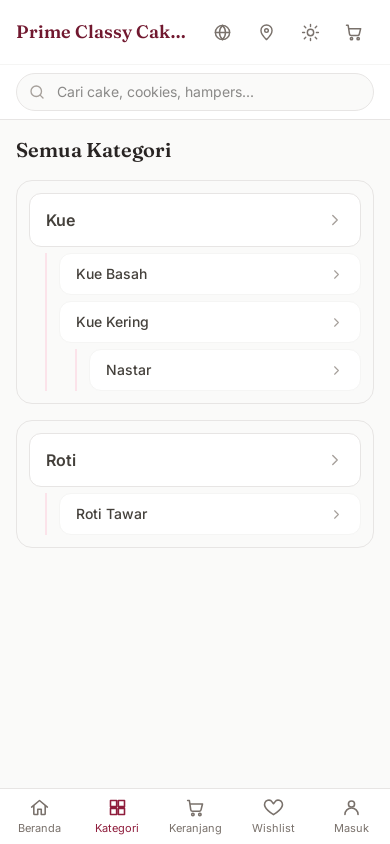 Prime Classy Cak...
Cari cake, cookies, hampers...
Semua Kategori
Kue
Kue Basah
Kue Kering
Nastar
Roti
Roti Tawar
Beranda
Kategori
Keranjang
Wishlist
Masuk